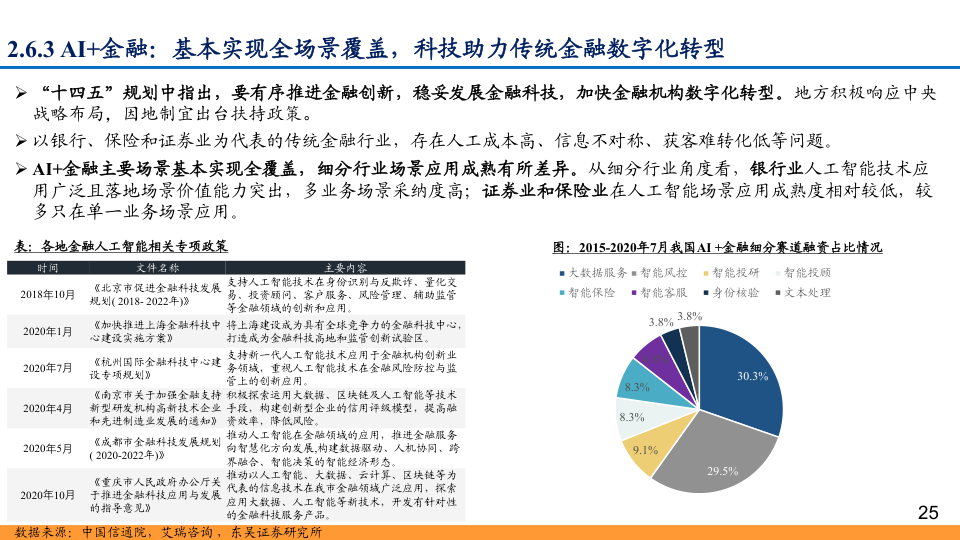 2.6.3 AI+金融：基本实现全场景覆盖，科技助力传统金融数字化转型
➢ “十四五”规划中指出，要有序推进金融创新，稳妥发展金融科技，加快金融机构数字化转型。地方积极响应中央
战略布局，因地制宜出台扶持政策。
➢ 以银行、保险和证券业为代表的传统金融行业，存在人工成本高、信息不对称、获客难转化低等问题。
➢ AI+金融主要场景基本实现全覆盖，细分行业场景应用成熟有所差异。从细分行业角度看，银行业人工智能技术应
用广泛且落地场景价值能力突出，多业务场景采纳度高；证券业和保险业在人工智能场景应用成熟度相对较低，较
多只在单一业务场景应用。
表：各地金融人工智能相关专项政策
时间 文件名称 主要内容
2018年10月
《北京市促进金融科技发展
规划( 2018- 2022年)》
支持人工智能技术在身份识别与反欺诈、量化交
易、投资顾问、客户服务、风险管理、辅助监管
等金融领域的创新和应用。
2020年1月
《加快推进上海金融科技中
心建设实施方案》
将上海建设成为具有全球竞争力的金融科技中心，
打造成为金融科技高地和监管创新试验区。
2020年7月
《杭州国际金融科技中心建
设专项规划》
支持新一代人工智能技术应用于金融机构创新业
务领域，重视人工智能技术在金融风险防控与监
管上的创新应用。
2020年4月
《南京市关于加强金融支持
新型研发机构高新技术企业
和先进制造业发展的通知》
积极探索运用大数据、区块链及人工智能等技术
手段，构建创新型企业的信用评级模型，提高融
资效率，降低风险。
2020年5月
《成都市金融科技发展规划
( 2020-2022年)》
推动人工智能在金融领域的应用，推进金融服务
向智慧化方向发展,构建数据驱动、人机协同、跨
界融合、智能决策的智能经济形态。
2020年10月
《重庆市人民政府办公厅关
于推进金融科技应用与发展
的指导意见》
推动以人工智能、大数据、云计算、区块链等为
代表的信息技术在我市金融领域广泛应用，探索
应用大数据、人工智能等新技术，开发有针对性
的金融科技服务产品。
图：2015-2020年7月我国AI +金融细分赛道融资占比情况
大数据服务 智能风控 智能投研 智能投顾
智能保险 智能客服 身份核验 文本处理
3.8% 3.8%
30.3%
8.3%
8.3%
9.1%
29.5%
25
数据来源：中国信通院，艾瑞咨询，东吴证券研究所